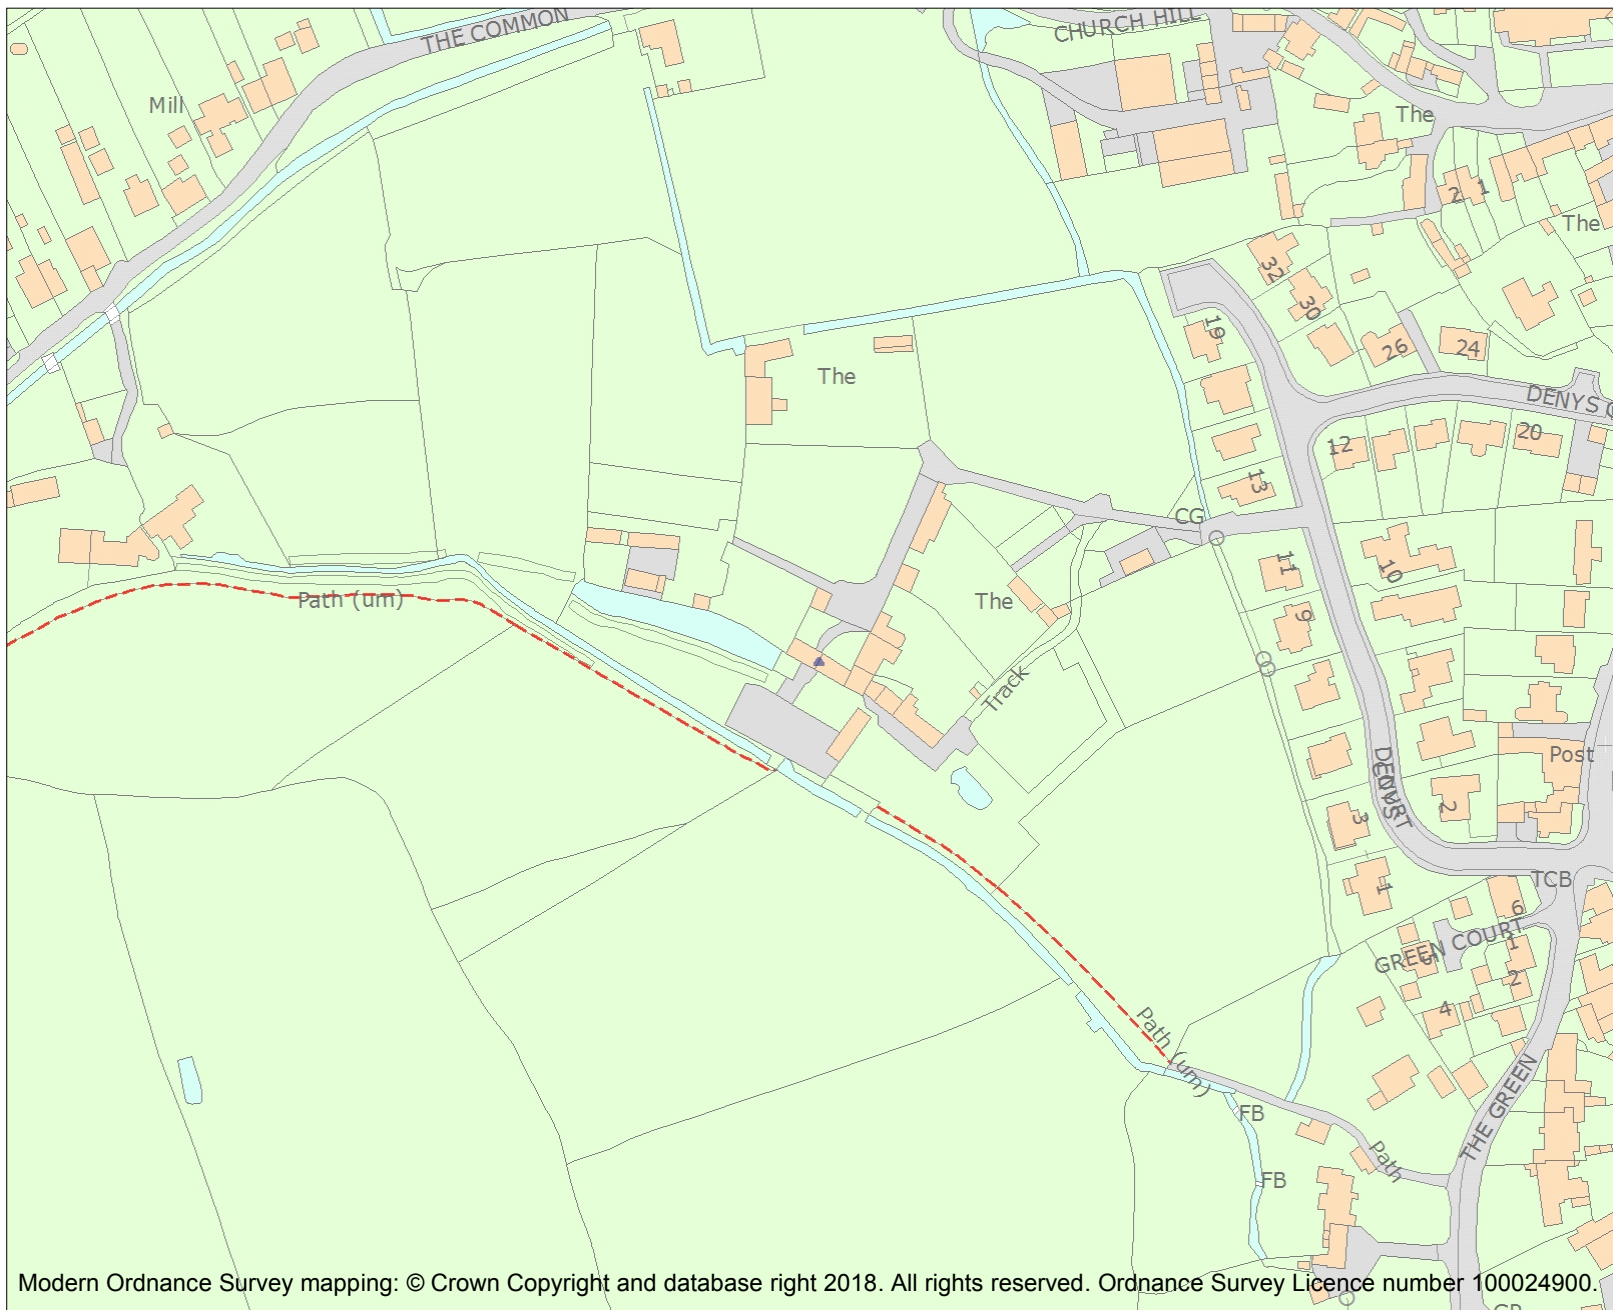 THE COMMON
CHURCH HILL
Mill
The
2
1
The
32
30
19
26
24
The
DENYS C
12
20
13
CG
11
10
Path (um)
The
9
Track
Post
DENYS
COURT
2
3
1
TCB
6
GREEN COURT
1
5
2
4
Path (um)
THE GREEN
FB
Path
FB
Modern Ordnance Survey mapping: © Crown Copyright and database right 2018. All rights reserved. Ordnance Survey Licence number 100024900.